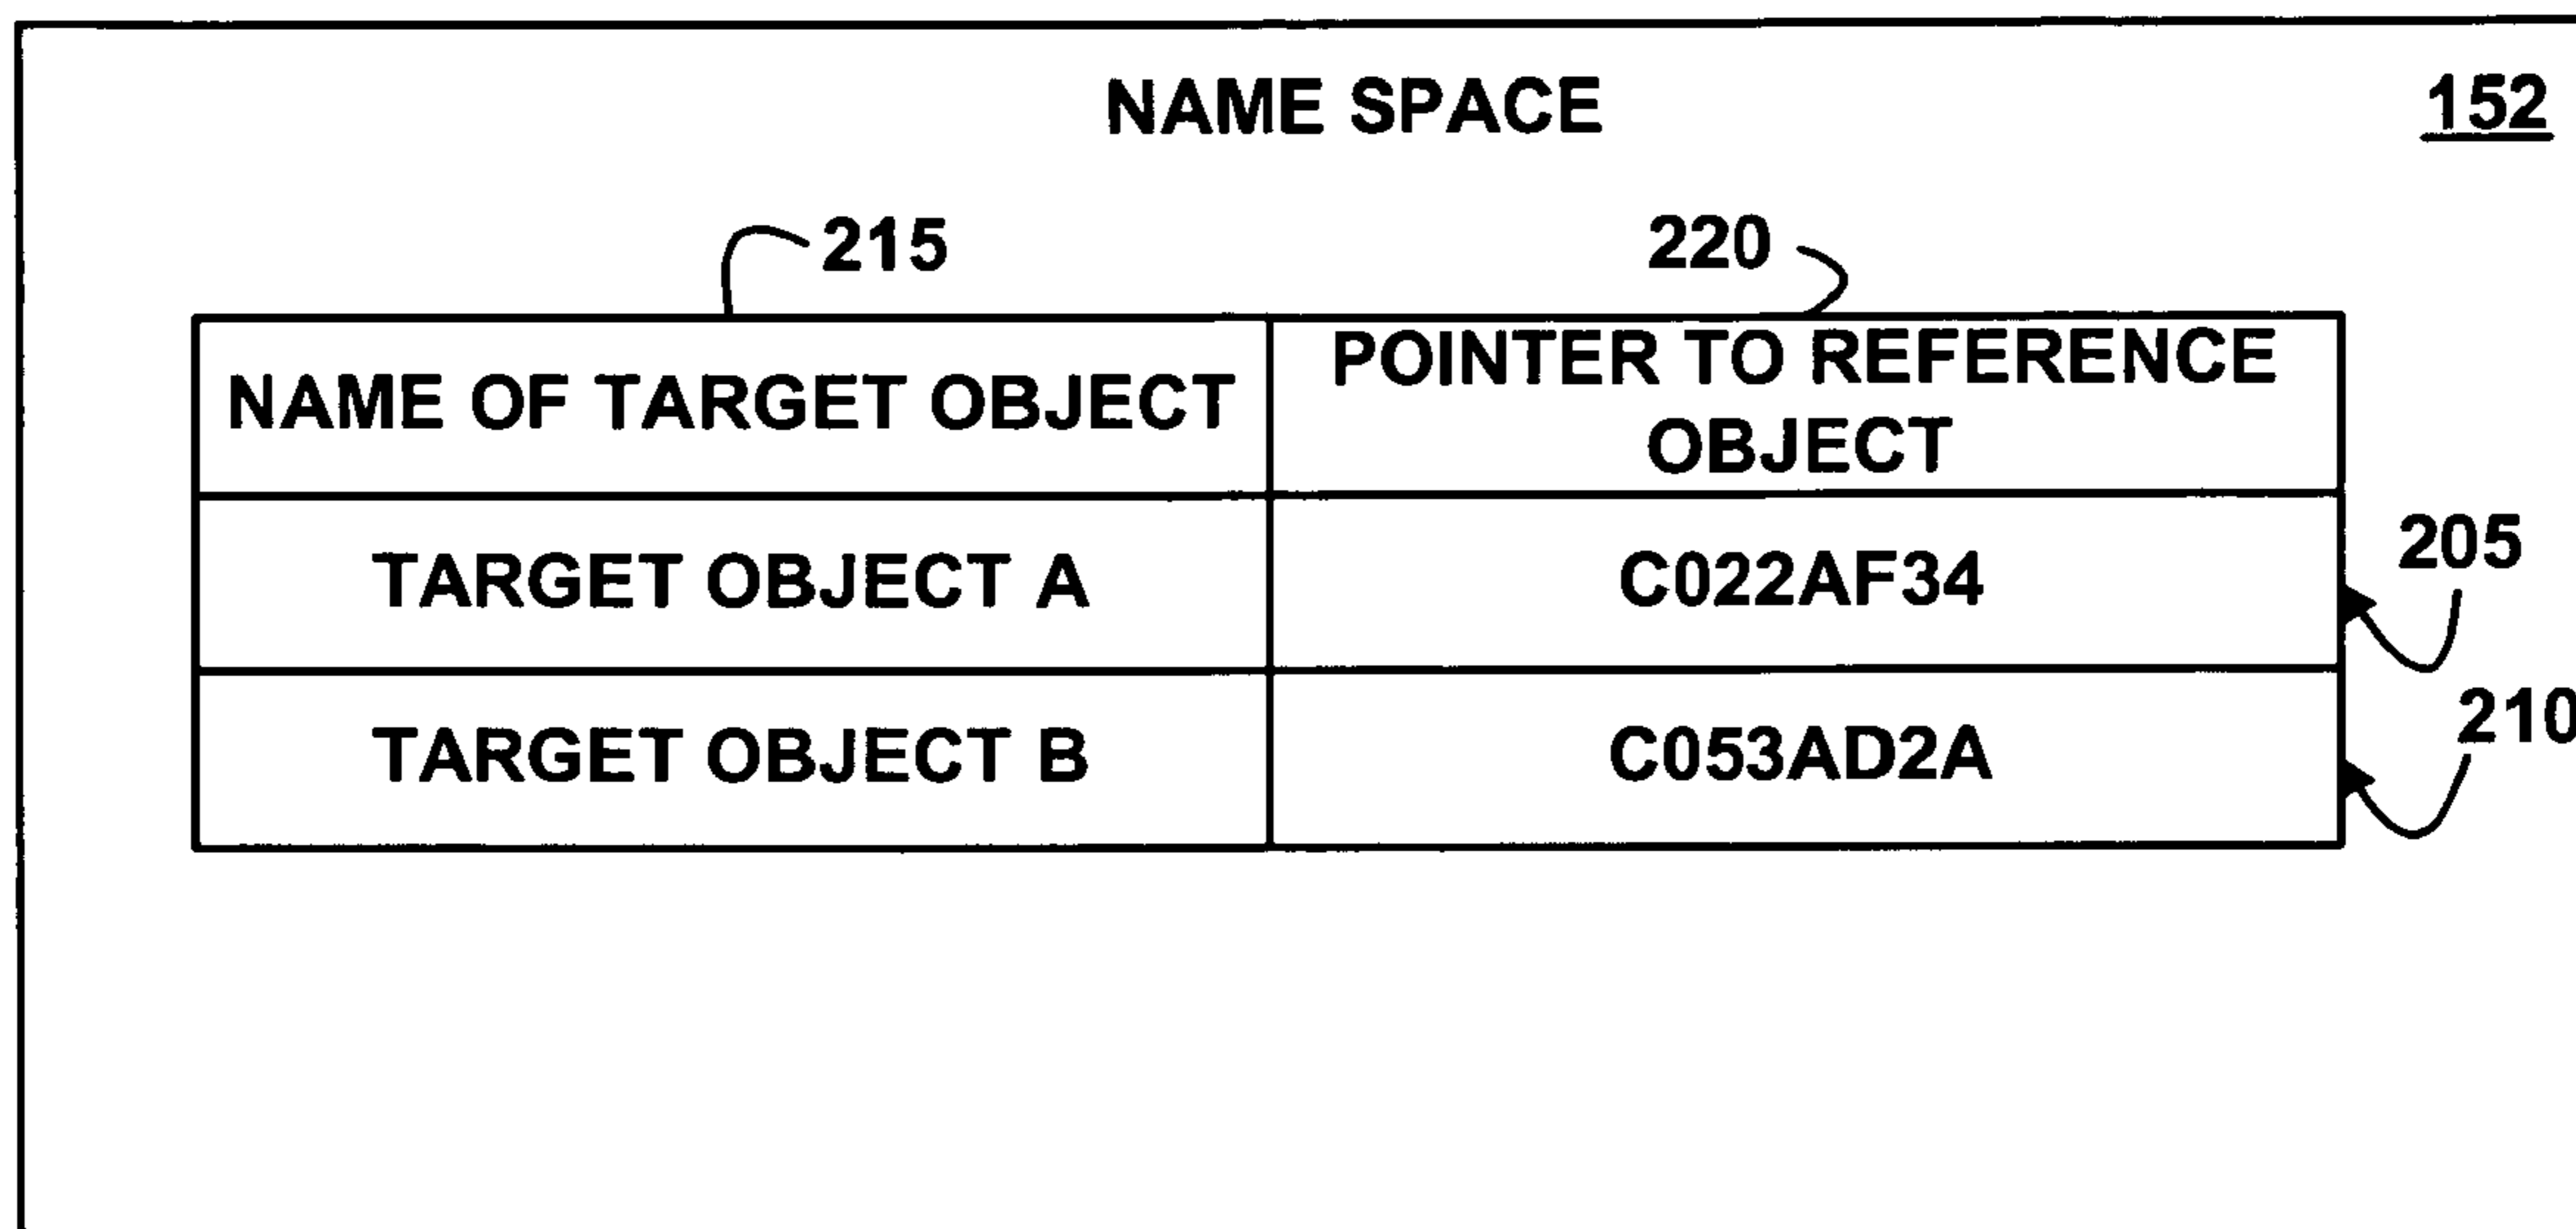 NAME SPACE
152
215
220
NAME OF TARGET OBJECT
POINTER TO REFERENCE
OBJECT
TARGET OBJECT A
C022AF34
205
TARGET OBJECT B
C053AD2A
210